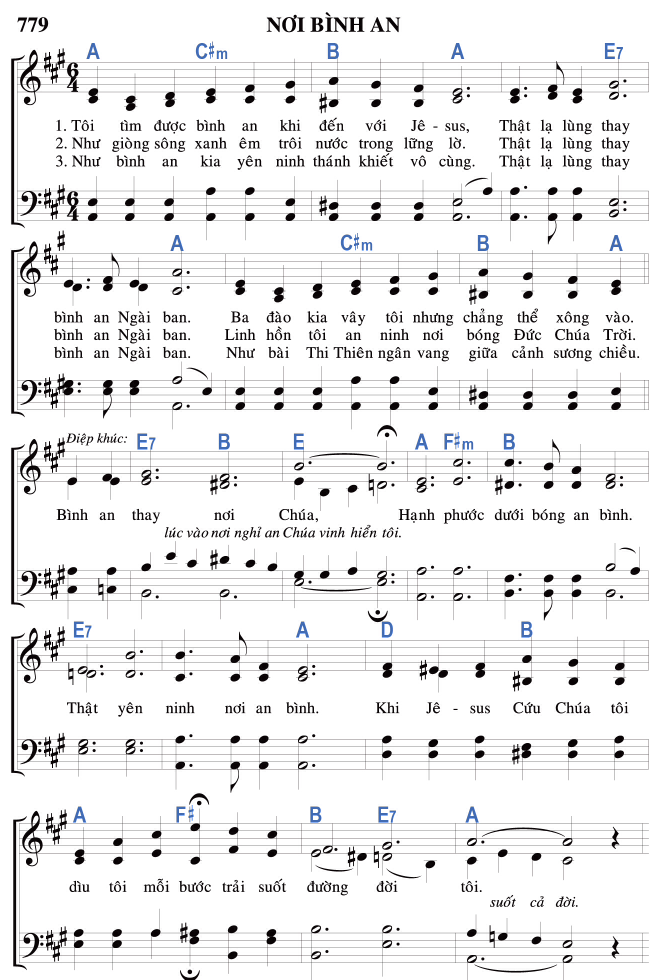 779 NƠI BÌNH AN
A C#m B A E7
6 4
1. Tôi tìm được bình an khi đến với Jê - sus, Thật lạ lùng thay
2. Như giòng sông xanh êm trôi nước trong lững lờ. Thật lạ lùng thay
3. Như bình an kia yên ninh thánh khiết vô cùng. Thật lạ lùng thay
6 4
A C#m B A
bình an Ngài ban. Ba đào kia vây tôi nhưng chẳng thể xông vào.
bình an Ngài ban. Linh hồn tôi an ninh nơi bóng Đức Chúa Trời.
bình an Ngài ban. Như bài Thi Thiên ngân vang giữa cảnh sương chiều.
Điệp khúc:
E7 B E A F#m B
Bình an thay nơi Chúa, Hạnh phước dưới bóng an bình.
lúc vào nơi nghỉ an Chúa vinh hiển tôi.
E7 A D B
Thật yên ninh nơi an bình. Khi Jê - sus Cứu Chúa tôi
A F# B E7 A
dìu tôi mỗi bước trải suốt đường đời tôi.
suốt cả đời.